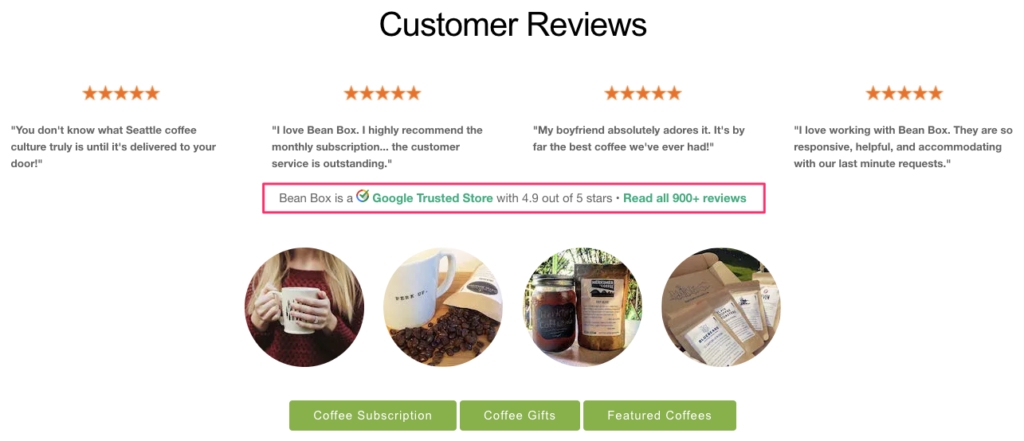 Customer Reviews
"You don't know what Seattle coffee
culture truly is until it's delivered to your
door!"
"I love Bean Box. I highly recommend the
monthly subscription... the customer
service is outstanding."
"My boyfriend absolutely adores it. It's by
far the best coffee we've ever had!"
"I love working with Bean Box. They are so
responsive, helpful, and accommodating
with our last minute requests."
Bean Box is a Google Trusted Store with 4.9 out of 5 stars • Read all 900+ reviews
Coffee Subscription
Coffee Gifts
Featured Coffees